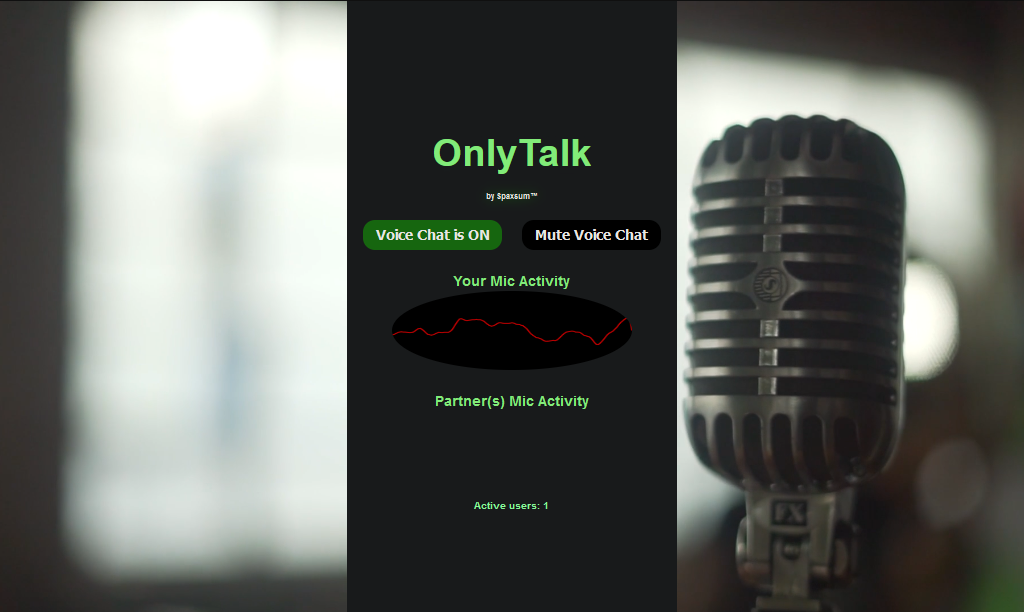 OnlyTalk
by Spaxsum™
Voice Chat is ON
Mute Voice Chat
Your Mic Activity
Partner(s) Mic Activity
Active users: 1
FX